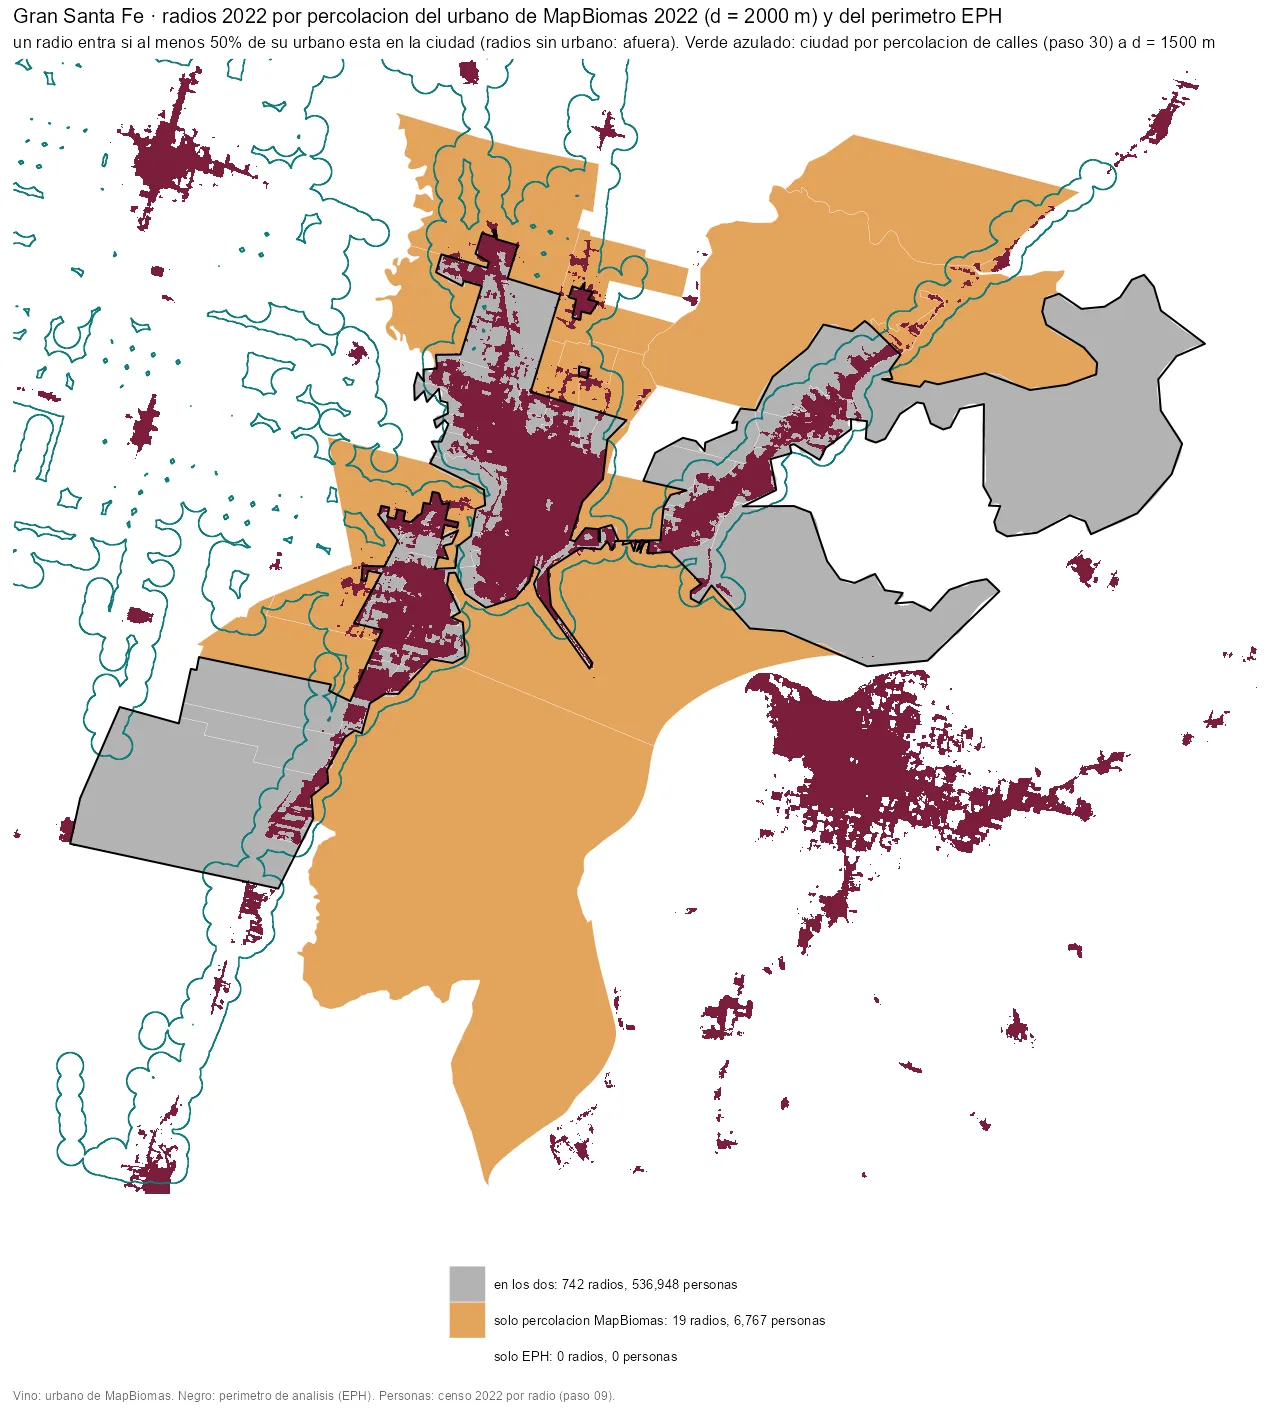 Gran Santa Fe · radios 2022 por percolacion del urbano de MapBiomas 2022 (d = 2000 m) y del perimetro EPH
un radio entra si al menos 50% de su urbano esta en la ciudad (radios sin urbano: afuera). Verde azulado: ciudad por percolacion de calles (paso 30) a d = 1500 m
en los dos: 742 radios, 536,948 personas
solo percolacion MapBiomas: 19 radios, 6,767 personas
solo EPH: 0 radios, 0 personas
Vino: urbano de MapBiomas. Negro: perimetro de analisis (EPH). Personas: censo 2022 por radio (paso 09).